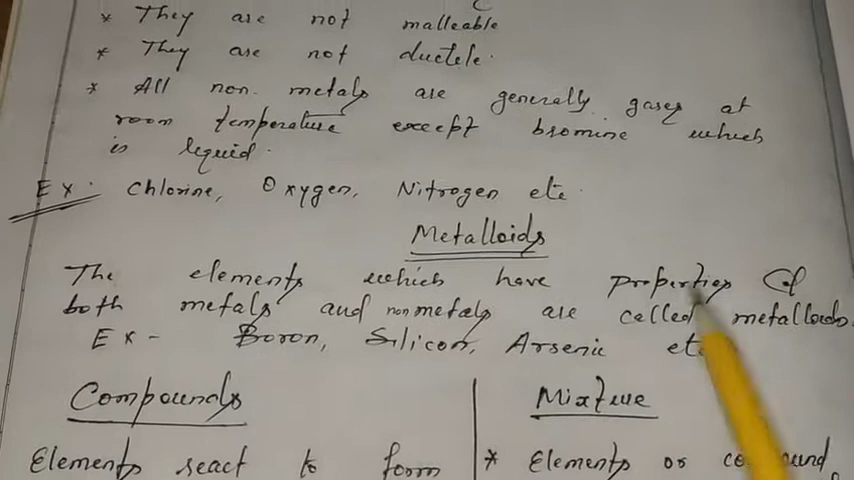 * They are not malleable
* They are not ductele.
* All non. metals are generally gases at
room temperature except bromine which
is liquid.
Ex. Chlorine, Oxygen, Nitrogen etc.
Metalloids
The elements which have properties of
both metals and nonmetals are called metalloids.
Ex - Boron, Silicon, Arsenic etc
Compounds
Mixture
Elements react to form
* Elements or compound